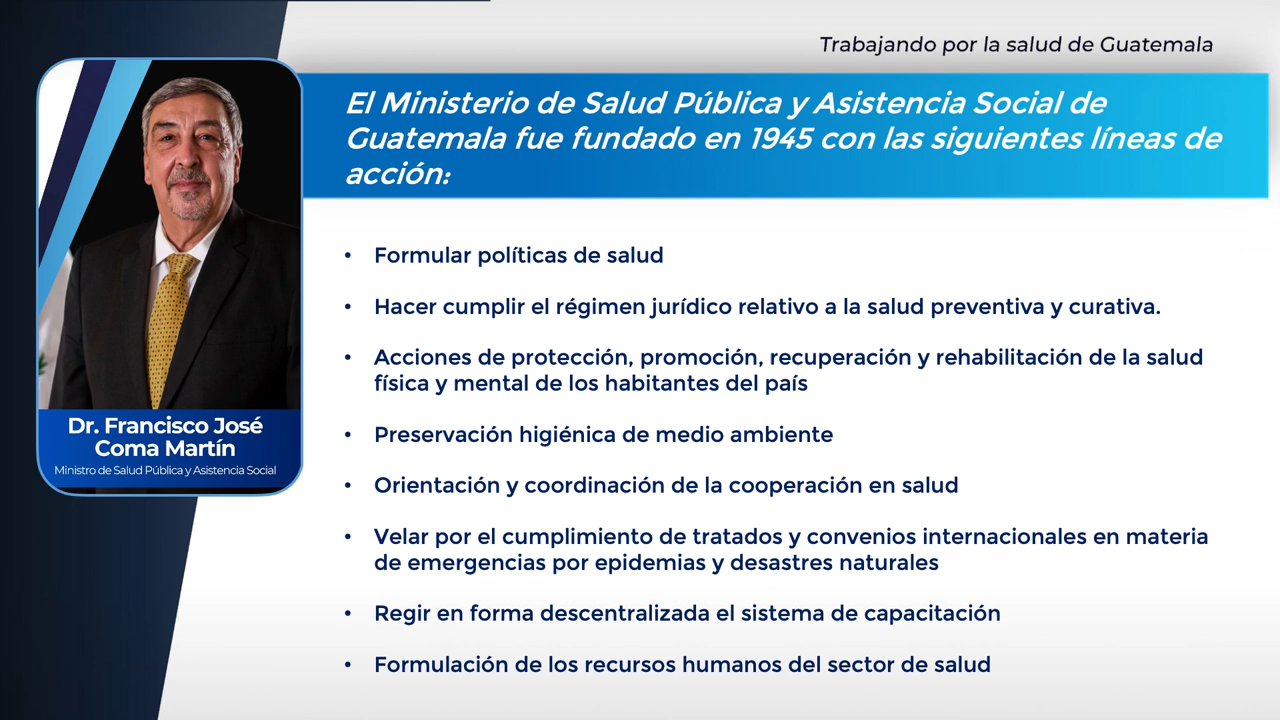 Trabajando por la salud de Guatemala
El Ministerio de Salud Pública y Asistencia Social de
Guatemala fue fundado en 1945 con las siguientes líneas de
acción:
• Formular políticas de salud
• Hacer cumplir el régimen jurídico relativo a la salud preventiva y curativa.
• Acciones de protección, promoción, recuperación y rehabilitación de la salud
física y mental de los habitantes del país
• Preservación higiénica de medio ambiente
• Orientación y coordinación de la cooperación en salud
• Velar por el cumplimiento de tratados y convenios internacionales en materia
de emergencias por epidemias y desastres naturales
• Regir en forma descentralizada el sistema de capacitación
• Formulación de los recursos humanos del sector de salud
Dr. Francisco José
Coma Martín
Ministro de Salud Pública y Asistencia Social